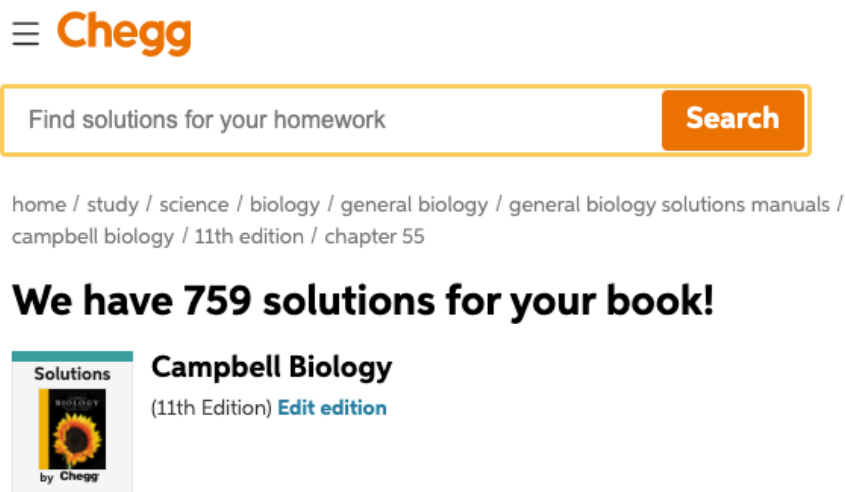 Chegg
Find solutions for your homework
Search
home / study / science / biology / general biology / general biology solutions manuals /
campbell biology / 11th edition / chapter 55
We have 759 solutions for your book!
Solutions
BIOLOGY
by Chegg
Campbell Biology
(11th Edition) Edit edition